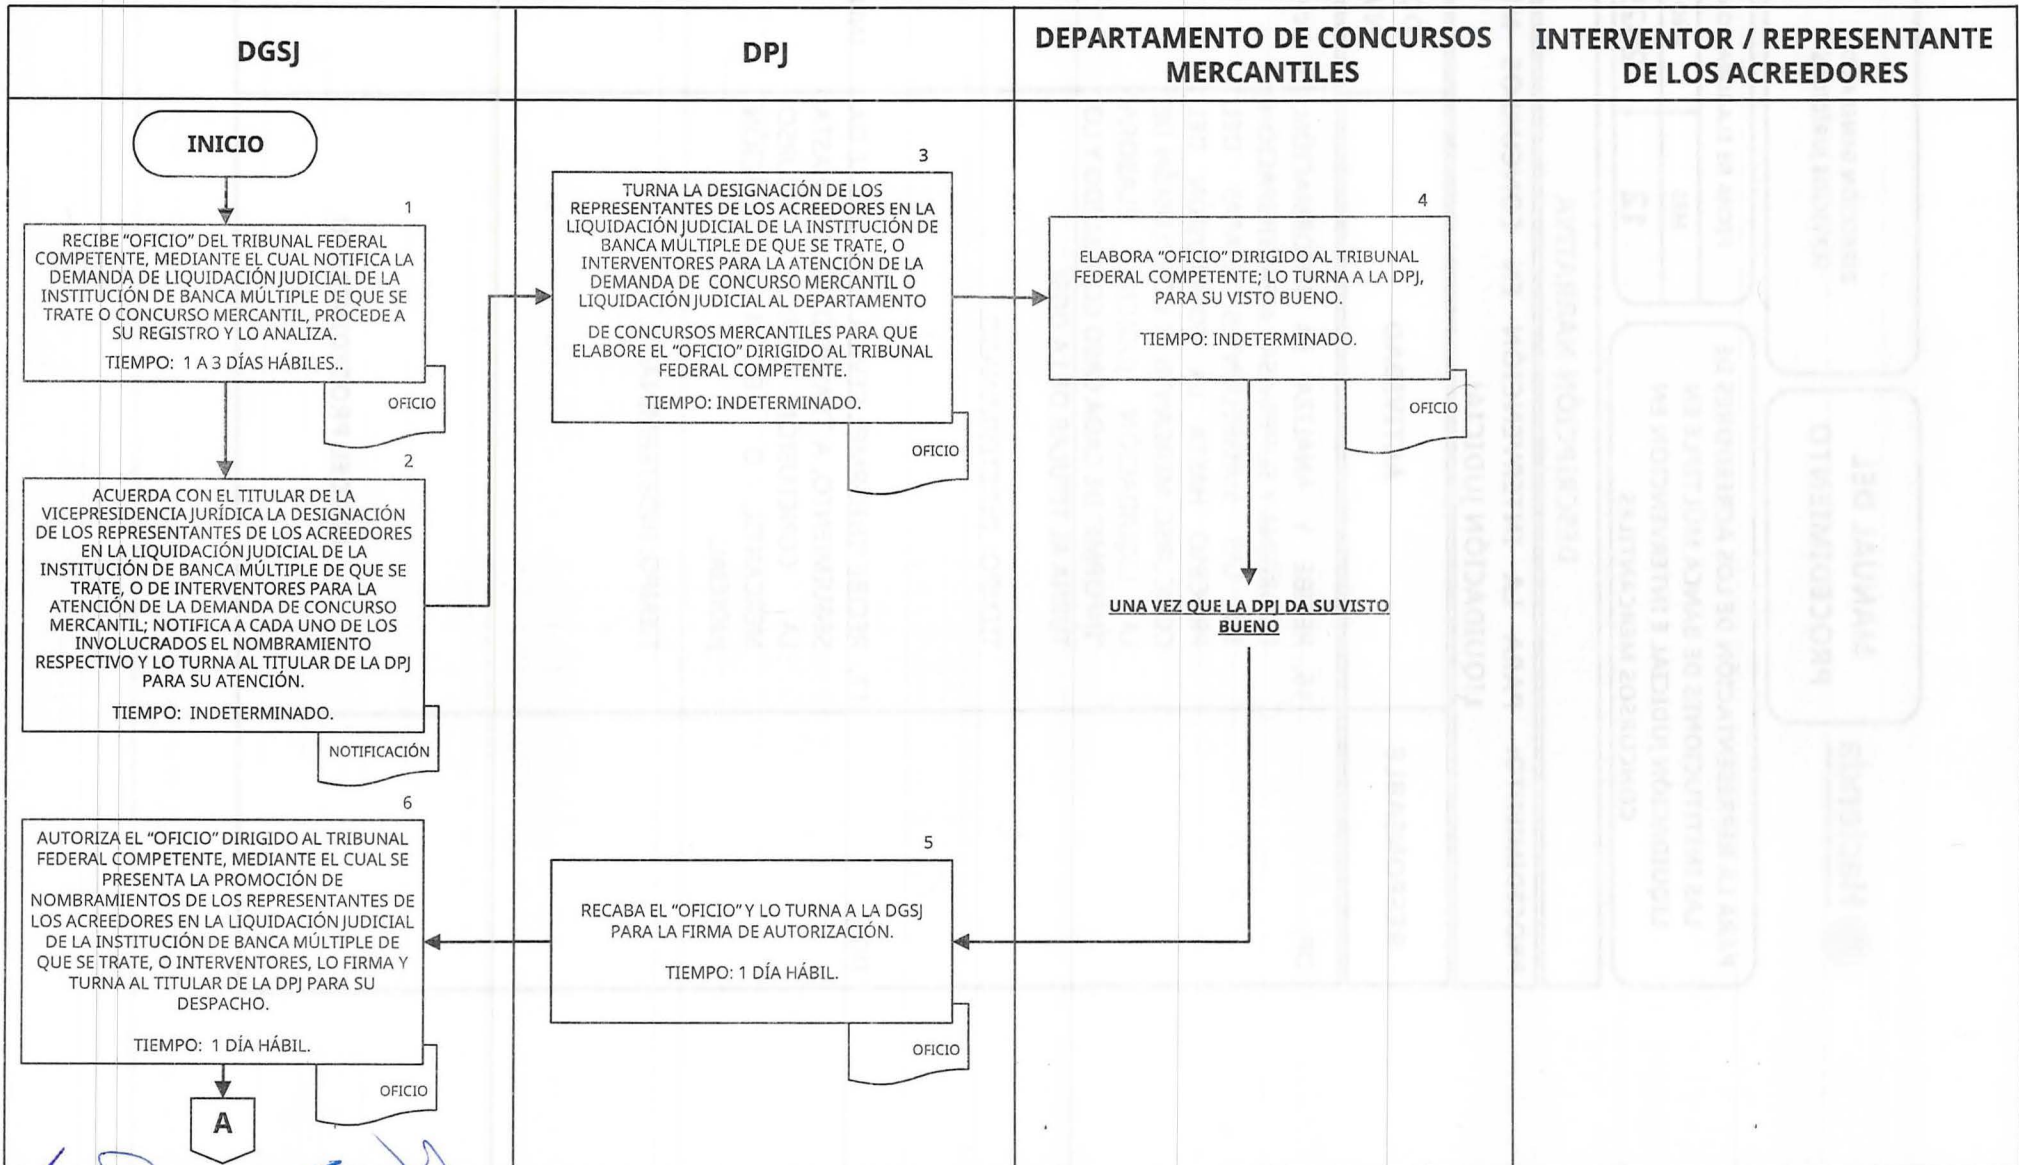 DGSJ
DPJ
DEPARTAMENTO DE CONCURSOS
MERCANTILES
INTERVENTOR / REPRESENTANTE
DE LOS ACREEDORES
INICIO
1
RECIBE “OFICIO” DEL TRIBUNAL FEDERAL
COMPETENTE, MEDIANTE EL CUAL NOTIFICA LA
DEMANDA DE LIQUIDACIÓN JUDICIAL DE LA
INSTITUCIÓN DE BANCA MÚLTIPLE DE QUE SE
TRATE O CONCURSO MERCANTIL, PROCEDE A
SU REGISTRO Y LO ANALIZA.
TIEMPO: 1 A 3 DÍAS HÁBILES..
OFICIO
2
ACUERDA CON EL TITULAR DE LA
VICEPRESIDENCIA JURÍDICA LA DESIGNACIÓN
DE LOS REPRESENTANTES DE LOS ACREEDORES
EN LA LIQUIDACIÓN JUDICIAL DE LA
INSTITUCIÓN DE BANCA MÚLTIPLE DE QUE SE
TRATE, O DE INTERVENTORES PARA LA
ATENCIÓN DE LA DEMANDA DE CONCURSO
MERCANTIL; NOTIFICA A CADA UNO DE LOS
INVOLUCRADOS EL NOMBRAMIENTO
RESPECTIVO Y LO TURNA AL TITULAR DE LA DPJ
PARA SU ATENCIÓN.
TIEMPO: INDETERMINADO.
NOTIFICACIÓN
3
TURNA LA DESIGNACIÓN DE LOS
REPRESENTANTES DE LOS ACREEDORES EN LA
LIQUIDACIÓN JUDICIAL DE LA INSTITUCIÓN DE
BANCA MÚLTIPLE DE QUE SE TRATE, O
INTERVENTORES PARA LA ATENCIÓN DE LA
DEMANDA DE CONCURSO MERCANTIL O
LIQUIDACIÓN JUDICIAL AL DEPARTAMENTO
DE CONCURSOS MERCANTILES PARA QUE
ELABORE EL “OFICIO” DIRIGIDO AL TRIBUNAL
FEDERAL COMPETENTE.
TIEMPO: INDETERMINADO.
OFICIO
4
ELABORA “OFICIO” DIRIGIDO AL TRIBUNAL
FEDERAL COMPETENTE; LO TURNA A LA DPJ,
PARA SU VISTO BUENO.
TIEMPO: INDETERMINADO.
OFICIO
UNA VEZ QUE LA DPJ DA SU VISTO
BUENO
5
RECABA EL “OFICIO” Y LO TURNA A LA DGSJ
PARA LA FIRMA DE AUTORIZACIÓN.
TIEMPO: 1 DÍA HÁBIL.
OFICIO
6
AUTORIZA EL “OFICIO” DIRIGIDO AL TRIBUNAL
FEDERAL COMPETENTE, MEDIANTE EL CUAL SE
PRESENTA LA PROMOCIÓN DE
NOMBRAMIENTOS DE LOS REPRESENTANTES DE
LOS ACREEDORES EN LA LIQUIDACIÓN JUDICIAL
DE LA INSTITUCIÓN DE BANCA MÚLTIPLE DE
QUE SE TRATE, O INTERVENTORES, LO FIRMA Y
TURNA AL TITULAR DE LA DPJ PARA SU
DESPACHO.
TIEMPO: 1 DÍA HÁBIL.
OFICIO
A